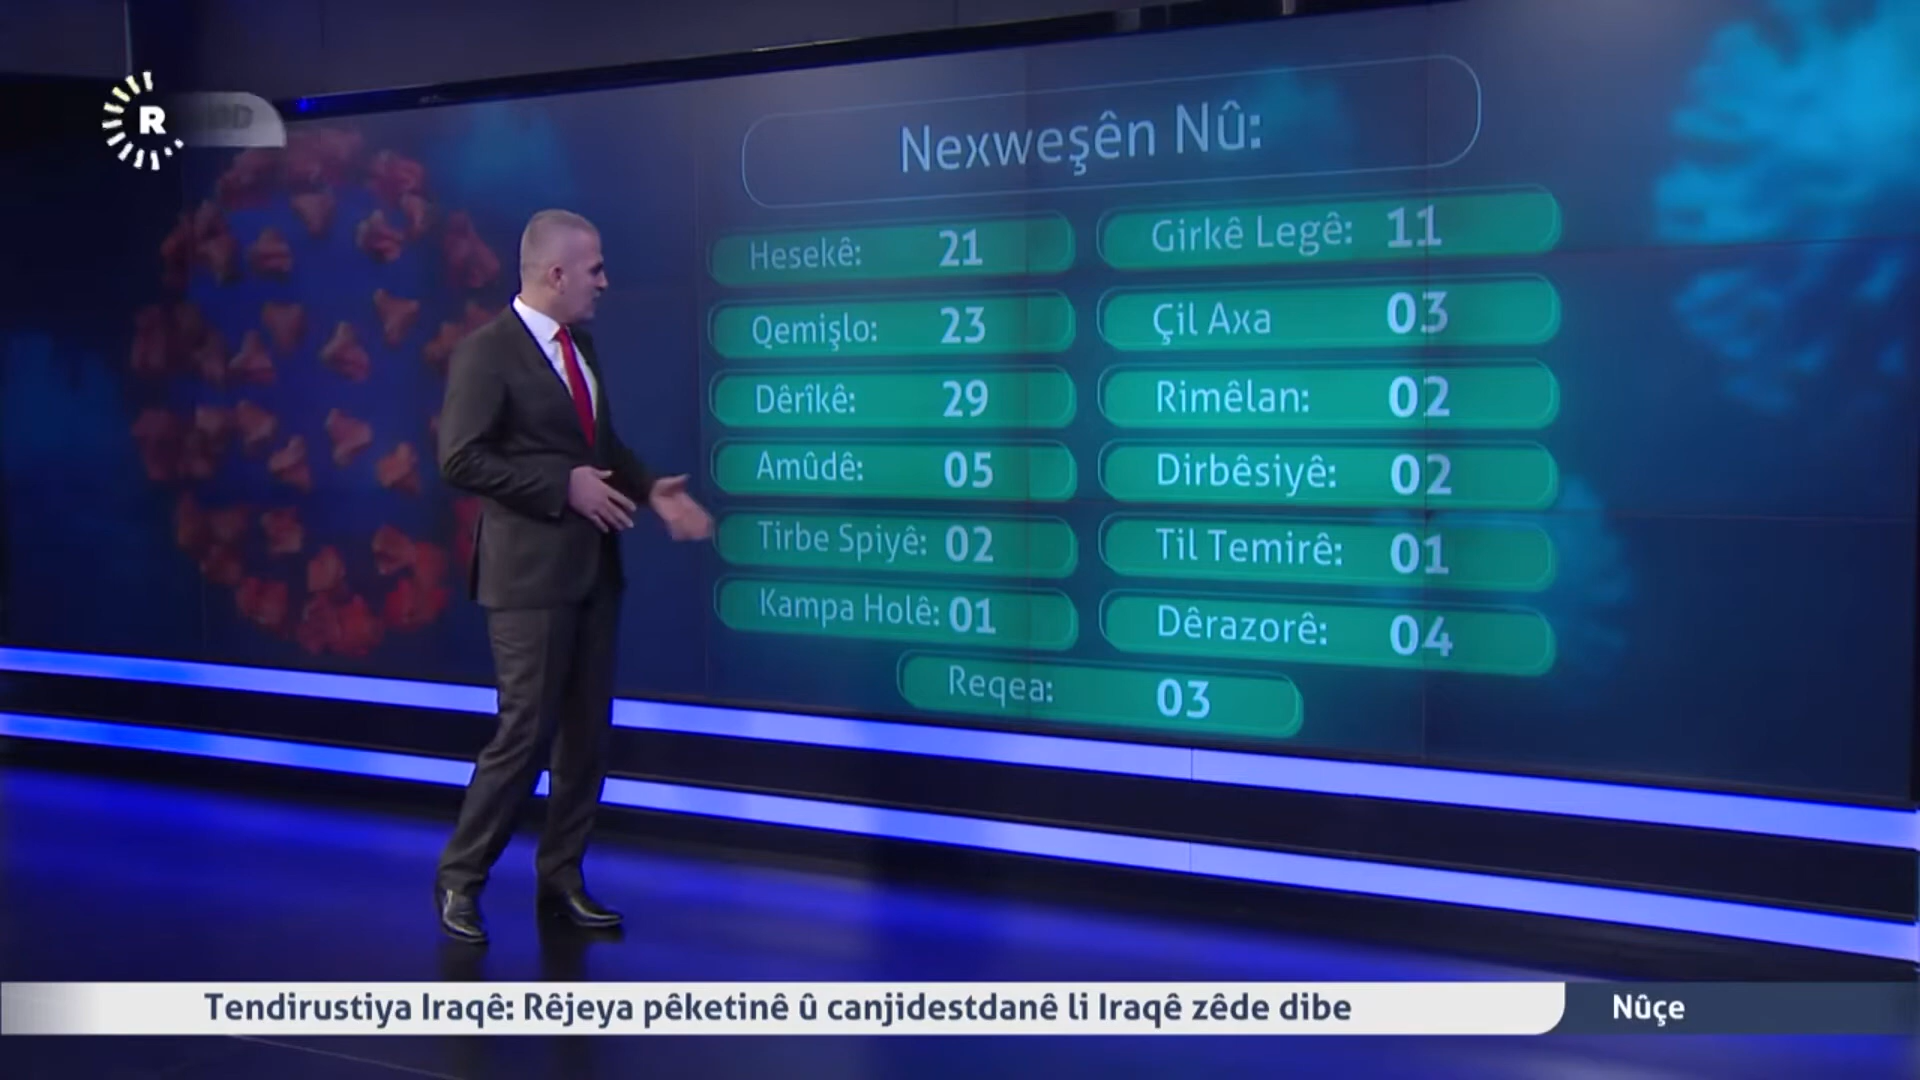 R
Nexweşên Nû:
Hesekê: 21
Girkê Legê: 11
Qemişlo: 23
Çil Axa 03
Dêrîkê: 29
Rimêlan: 02
Amûdê: 05
Dirbêsiyê: 02
Tirbe Spiyê: 02
Til Temirê: 01
Kampa Holê: 01
Dêrazorê: 04
Reqea: 03
Tendirustiya Iraqê: Rêjeya pêketinê û canjidestdanê li Iraqê zêde dibe
Nûçe